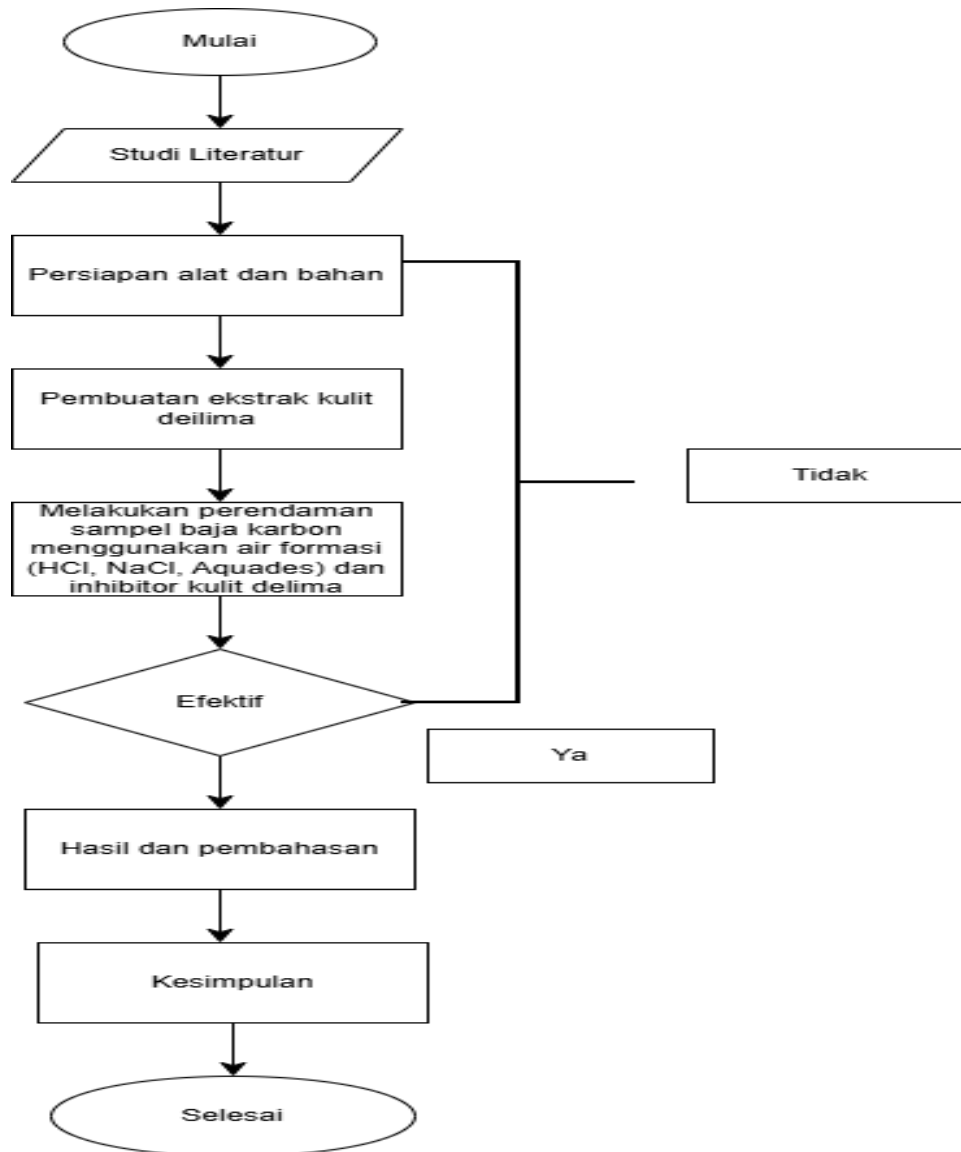 Mulai
Studi Literatur
Persiapan alat dan bahan
Pembuatan ekstrak kulit
deilima
Melakukan perendaman
sampel baja karbon
menggunakan air formasi
(HCl, NaCl, Aquades) dan
inhibitor kulit delima
Tidak
Efektif
Ya
Hasil dan pembahasan
Kesimpulan
Selesai